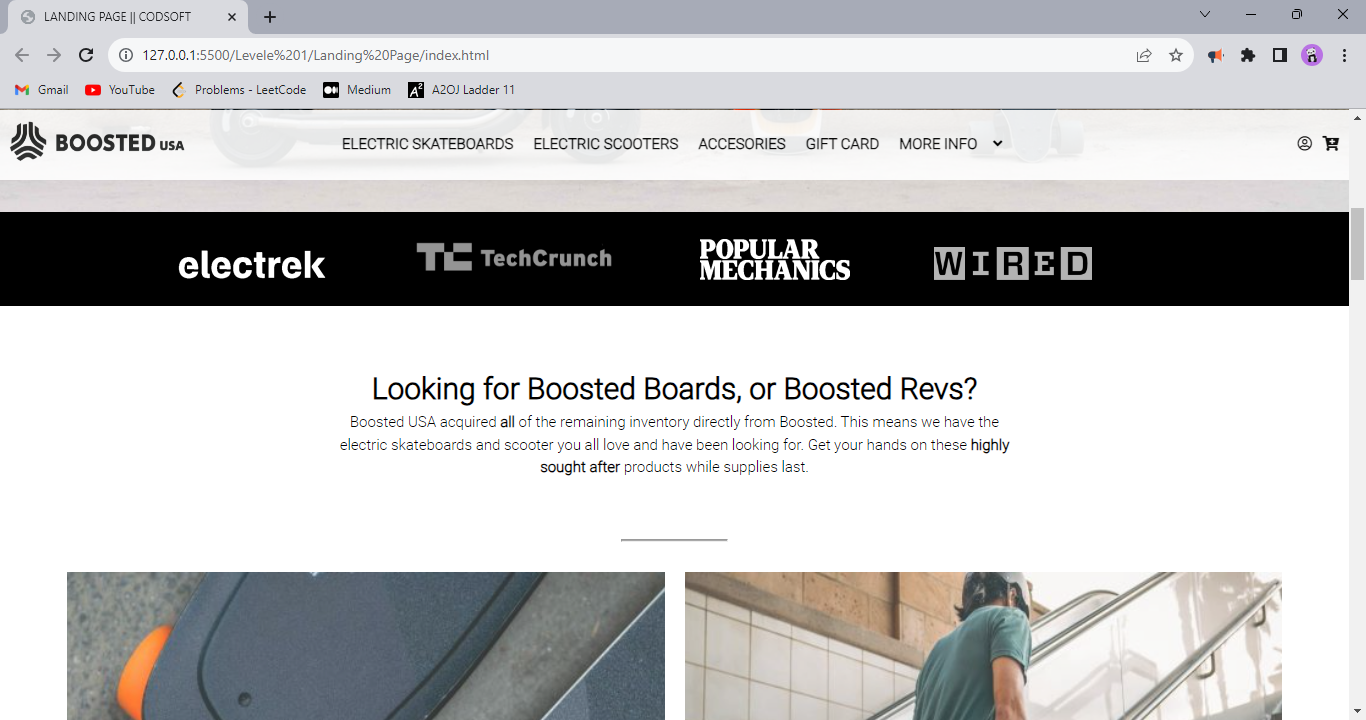 LANDING PAGE || CODSOFT
127.0.0.1:5500/Levele%201/Landing%20Page/index.html
Gmail YouTube Problems - LeetCode Medium A2OJ Ladder 11
BOOSTED USA ELECTRIC SKATEBOARDS ELECTRIC SCOOTERS ACCESORIES GIFT CARD MORE INFO
electrek TC TechCrunch POPULAR MECHANICS WIRED
Looking for Boosted Boards, or Boosted Revs?
Boosted USA acquired all of the remaining inventory directly from Boosted. This means we have the
electric skateboards and scooter you all love and have been looking for. Get your hands on these highly
sought after products while supplies last.